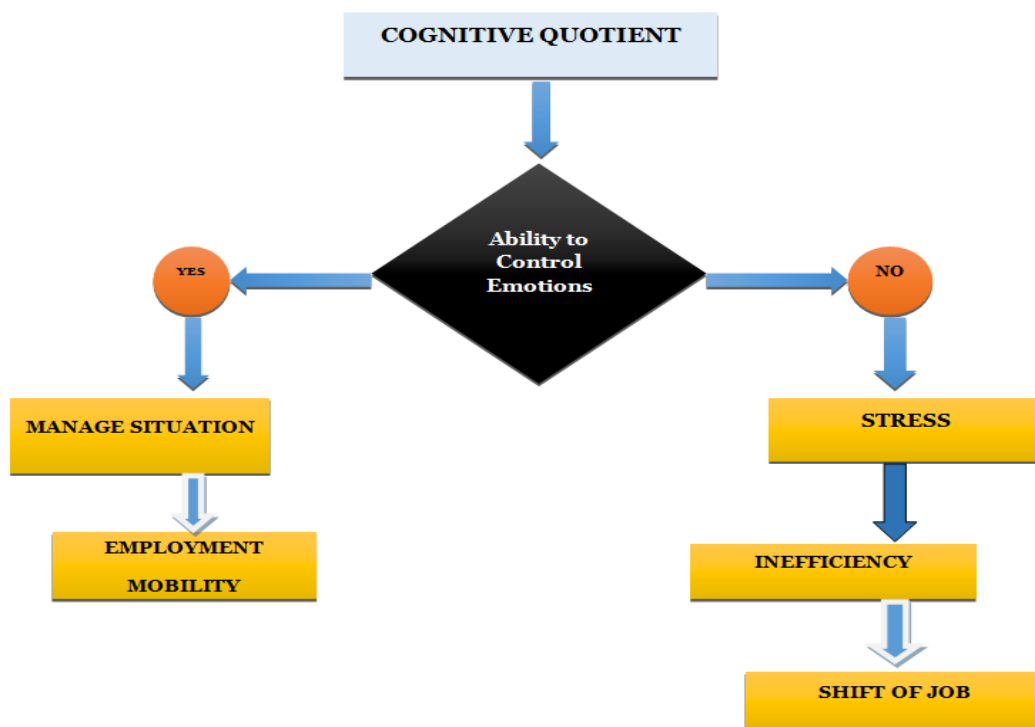 COGNITIVE QUOTIENT
Ability to
Control
Emotions
YES
NO
MANAGE SITUATION
STRESS
EMPLOYMENT
MOBILITY
INEFFICIENCY
SHIFT OF JOB